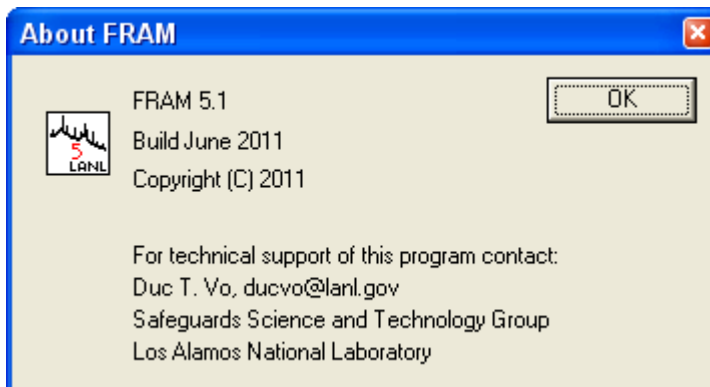 About FRAM
FRAM 5.1
OK
5
LANL
Build June 2011
Copyright (C) 2011
For technical support of this program contact:
Duc T. Vo, ducvo@lanl.gov
Safeguards Science and Technology Group
Los Alamos National Laboratory